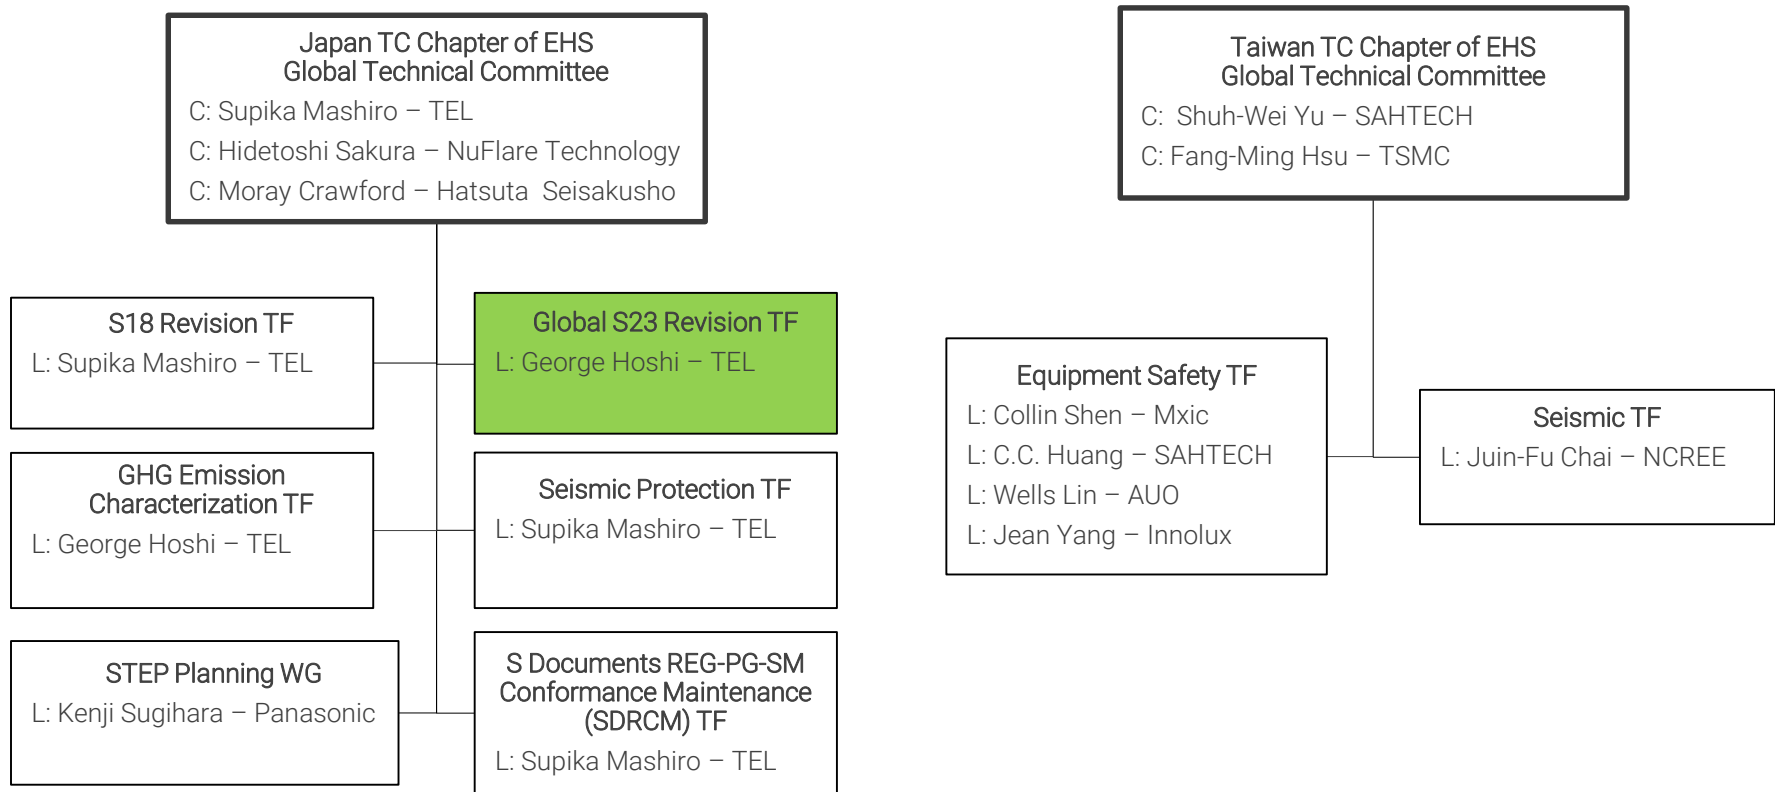 Japan TC Chapter of EHS
Global Technical Committee
C: Supika Mashiro – TEL
C: Hidetoshi Sakura – NuFlare Technology
C: Moray Crawford – Hatsuta  Seisakusho
S18 Revision TF
L: Supika Mashiro – TEL
Global S23 Revision TF
L: George Hoshi – TEL
GHG Emission
Characterization TF
L: George Hoshi – TEL
Seismic Protection TF
L: Supika Mashiro – TEL
STEP Planning WG
L: Kenji Sugihara – Panasonic
S Documents REG-PG-SM
Conformance Maintenance
(SDRCM) TF
L: Supika Mashiro – TEL
Taiwan TC Chapter of EHS
Global Technical Committee
C:  Shuh-Wei Yu – SAHTECH
C: Fang-Ming Hsu – TSMC
Equipment Safety TF
L: Collin Shen – Mxic
L: C.C. Huang – SAHTECH
L: Wells Lin – AUO
L: Jean Yang – Innolux
Seismic TF
L: Juin-Fu Chai – NCREE